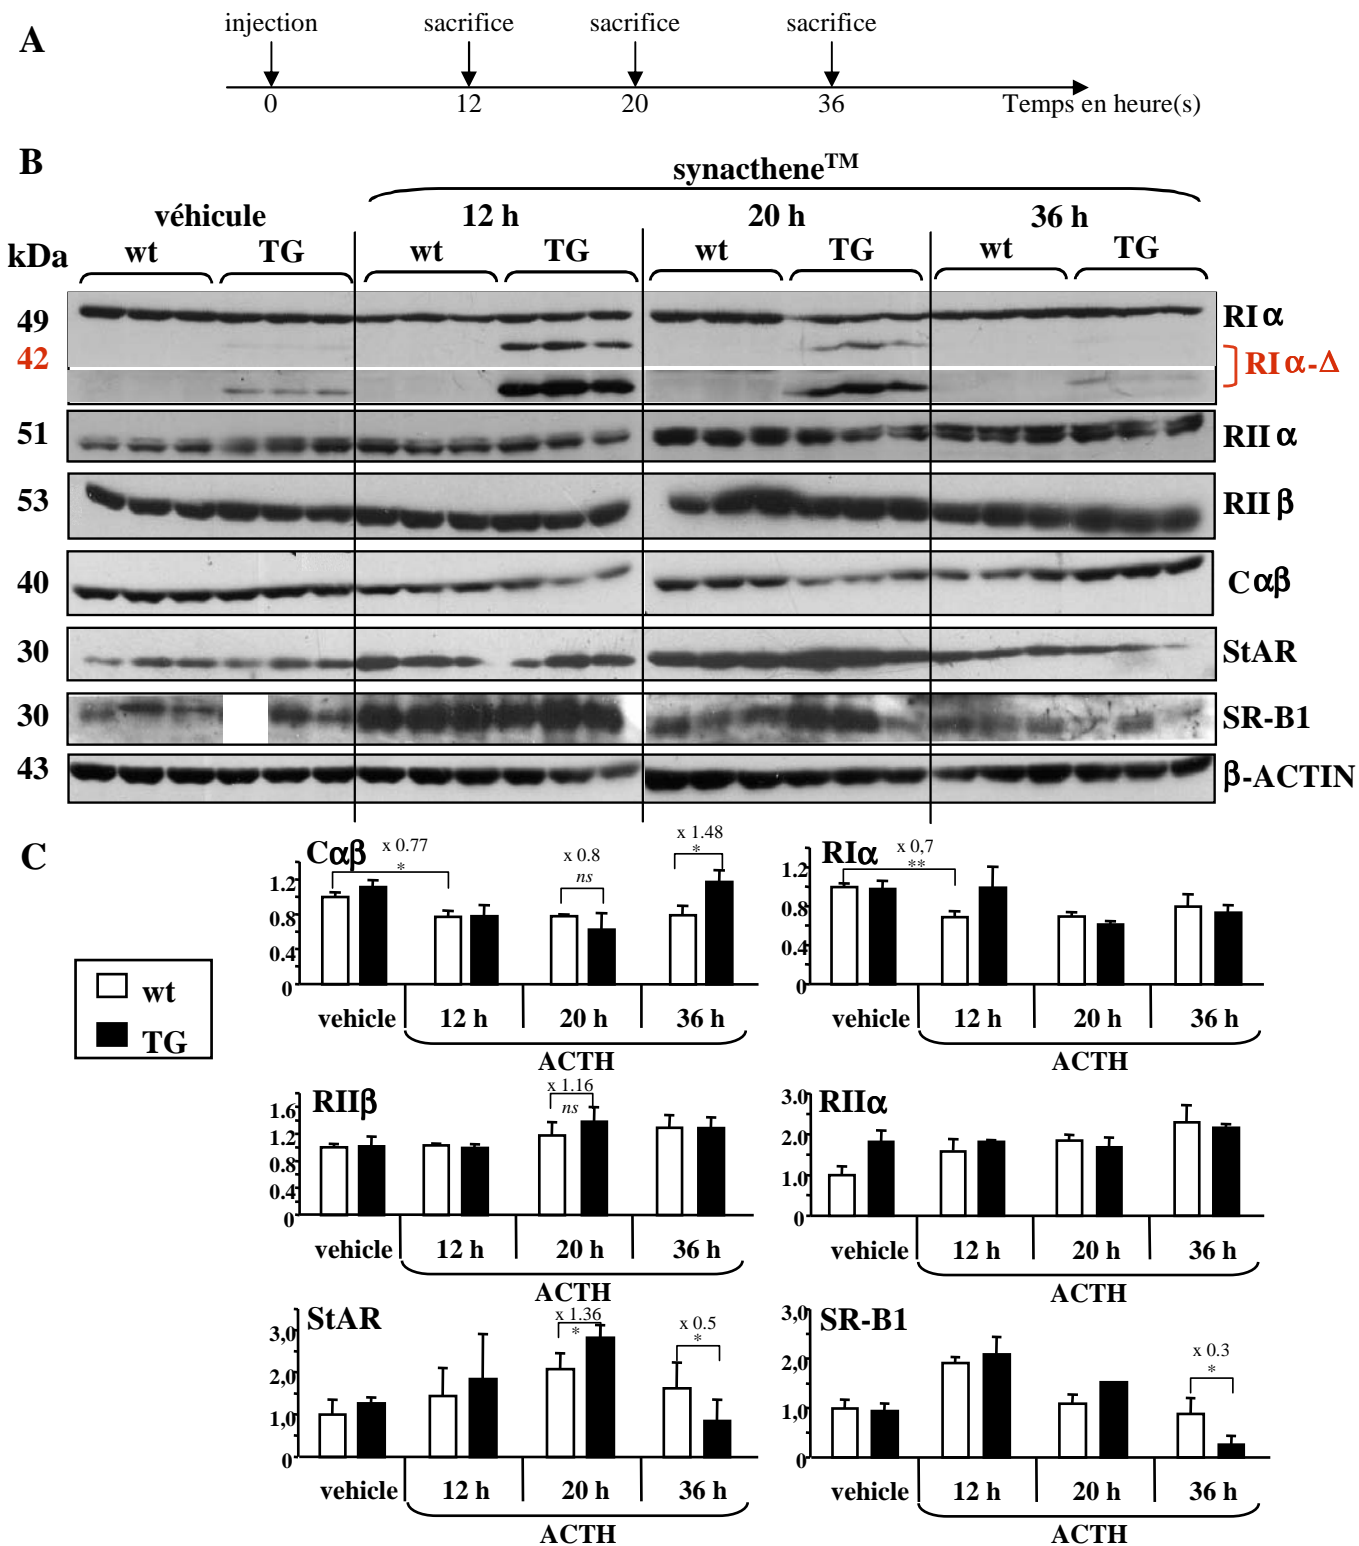 A
injection sacrifice sacrifice sacrifice
0 12 20 36 Temps en heure(s)
B
synacthene™
véhicule 12 h 20 h 36 h
kDa wt TG wt TG wt TG wt TG
49 RIα
42 RIα-Δ
51 RIIα
53 RIIβ
40 Cαβ
30 StAR
30 SR-B1
43 β-ACTIN
C
wt
TG
Cαβ
x 0.77
*
x 0.8
ns
x 1.48
*
1.2
0.8
0.4
0
vehicle 12 h 20 h 36 h
ACTH
RIα
x 0,7
**
1.2
0.8
0.4
0
vehicle 12 h 20 h 36 h
ACTH
RIIβ
x 1.16
ns
1.6
1.2
0.8
0.4
0
vehicle 12 h 20 h 36 h
ACTH
RIIα
3.0
2.0
1.0
0
vehicle 12 h 20 h 36 h
ACTH
StAR
x 1.36
*
x 0.5
*
3,0
2,0
1,0
0
vehicle 12 h 20 h 36 h
ACTH
SR-B1
x 0.3
*
3,0
2,0
1,0
0
vehicle 12 h 20 h 36 h
ACTH